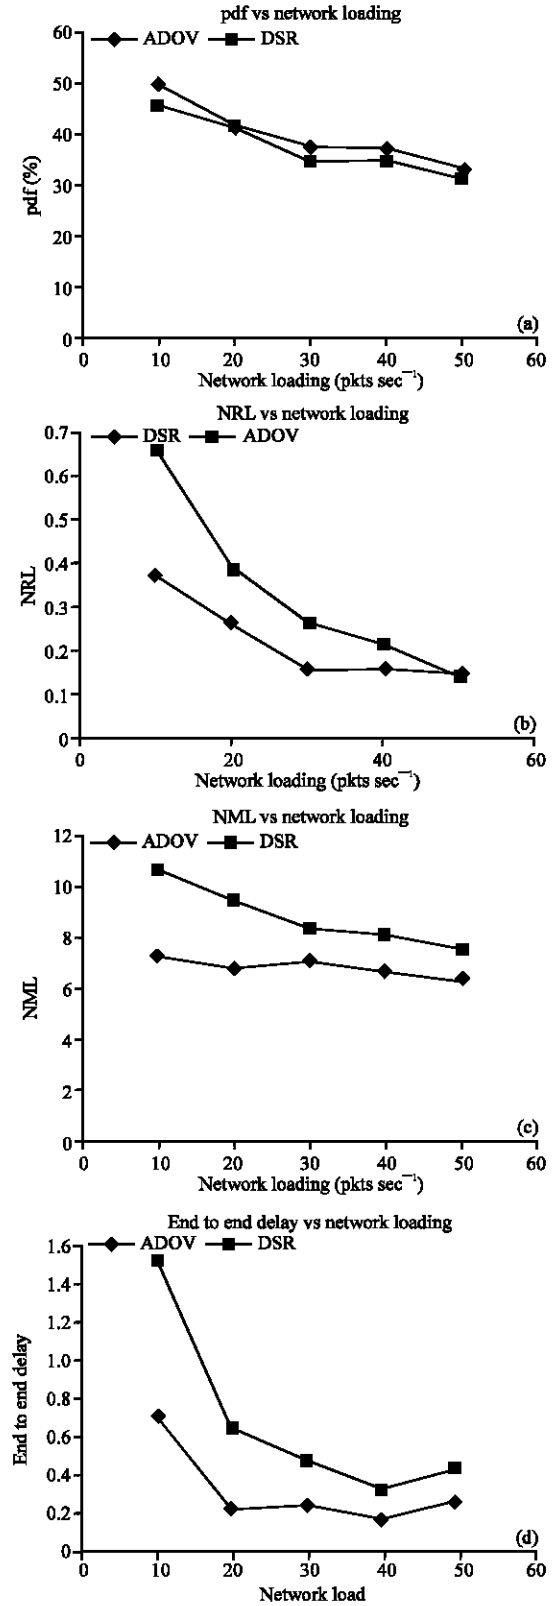 pdf vs network loading
ADOV DSR
60
50
40
30
20
10
0
pdf (%)
(a)
0 10 20 30 40 50 60
Network loading (pkts sec⁻¹)
NRL vs network loading
DSR ADOV
0.7
0.6
0.5
0.4
0.3
0.2
0.1
0
NRL
(b)
0 20 40 60
Network loading (pkts sec⁻¹)
NML vs network loading
ADOV DSR
12
10
8
6
4
2
0
NML
(c)
0 10 20 30 40 50 60
Network loading (pkts sec⁻¹)
End to end delay vs network loading
ADOV DSR
1.6
1.4
1.2
1.0
0.8
0.6
0.4
0.2
0
End to end delay
(d)
0 10 20 30 40 50 60
Network load